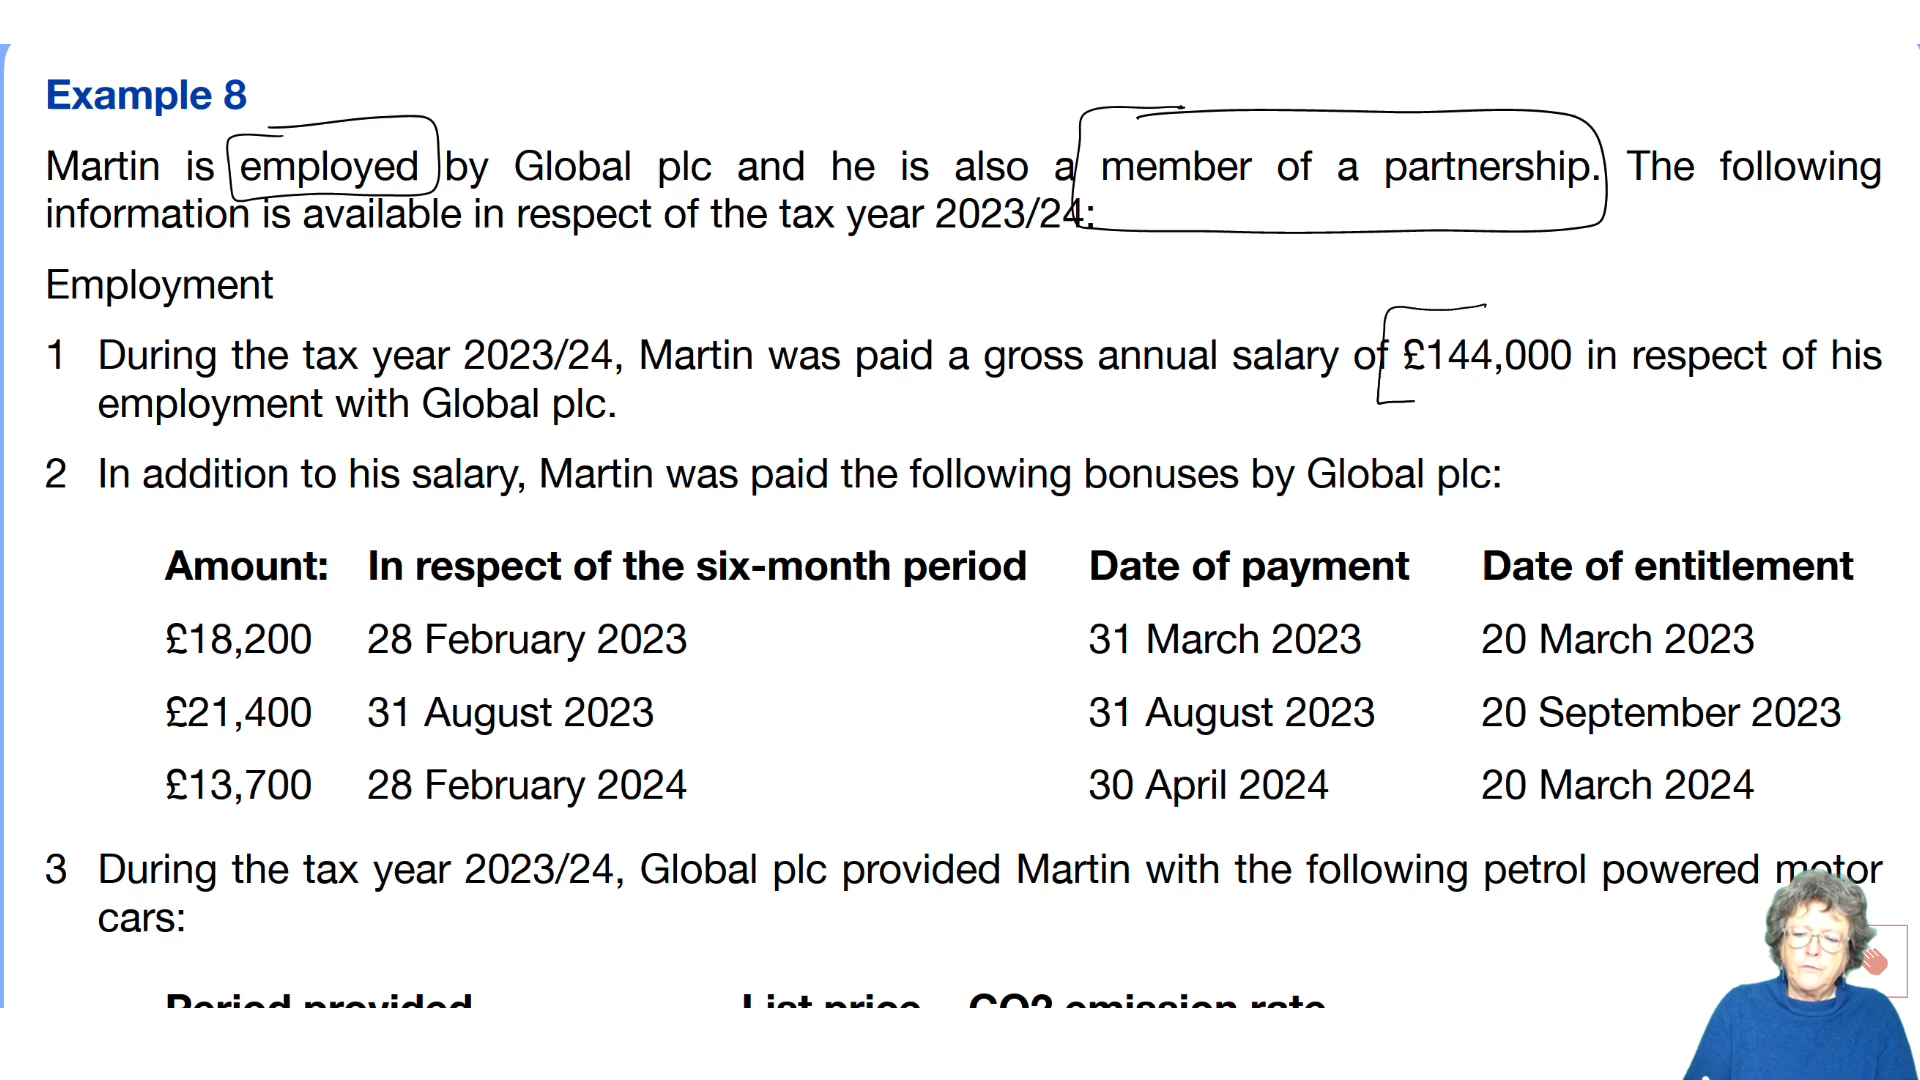 Example 8
Martin is employed by Global plc and he is also a member of a partnership. The following
information is available in respect of the tax year 2023/24:
Employment
1 During the tax year 2023/24, Martin was paid a gross annual salary of £144,000 in respect of his
employment with Global plc.
2 In addition to his salary, Martin was paid the following bonuses by Global plc:
Amount: In respect of the six-month period Date of payment Date of entitlement
£18,200 28 February 2023 31 March 2023 20 March 2023
£21,400 31 August 2023 31 August 2023 20 September 2023
£13,700 28 February 2024 30 April 2024 20 March 2024
3 During the tax year 2023/24, Global plc provided Martin with the following petrol powered motor
cars:
Period provided List price CO2 emission rate